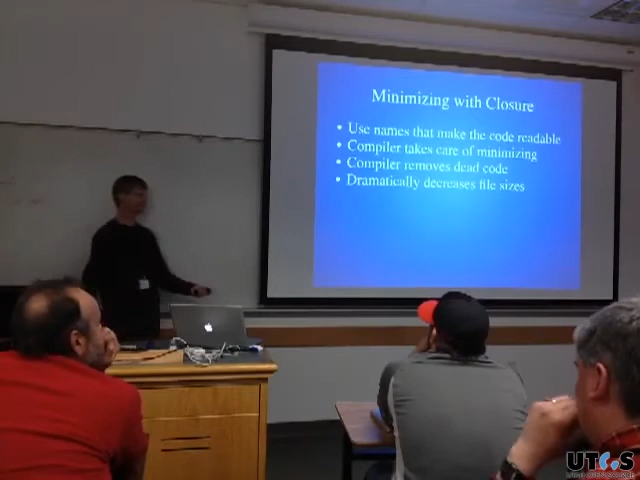 Minimizing with Closure
• Use names that make the code readable
• Compiler takes care of minimizing
• Compiler removes dead code
• Dramatically decreases file sizes
UTOS